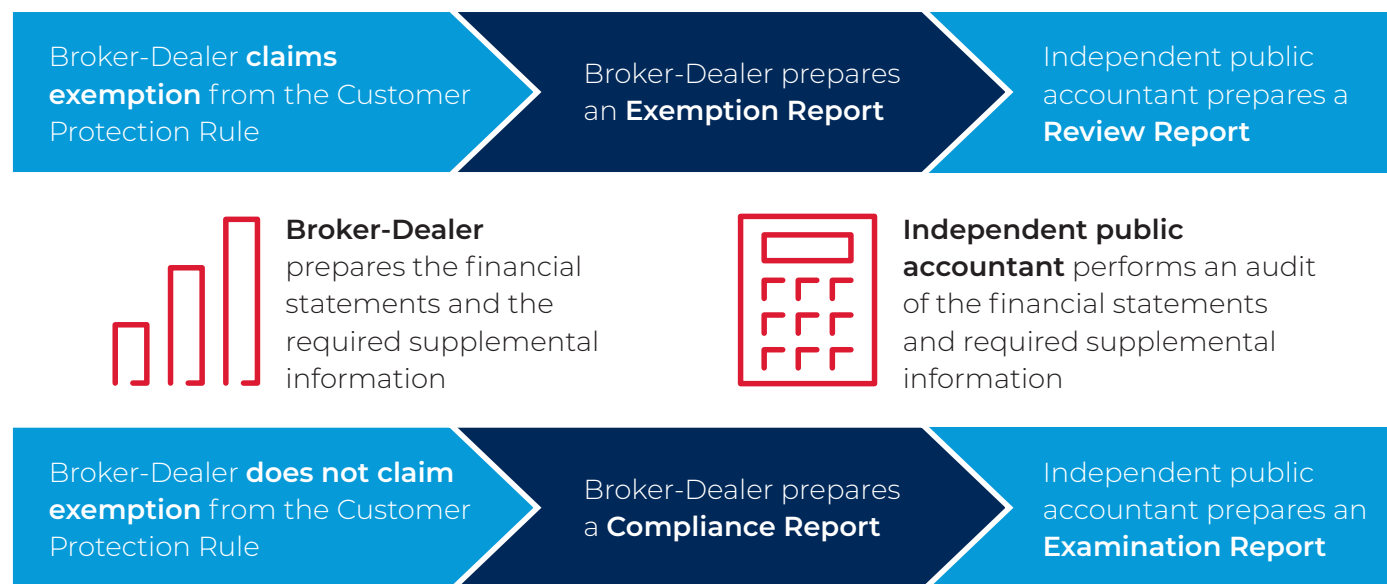 Broker-Dealer claims
exemption from the Customer
Protection Rule
Broker-Dealer prepares
an Exemption Report
Independent public
accountant prepares a
Review Report
Broker-Dealer
prepares the financial
statements and the
required supplemental
information
Independent public
accountant performs an audit
of the financial statements
and required supplemental
information
Broker-Dealer does not claim
exemption from the Customer
Protection Rule
Broker-Dealer prepares
a Compliance Report
Independent public
accountant prepares an
Examination Report